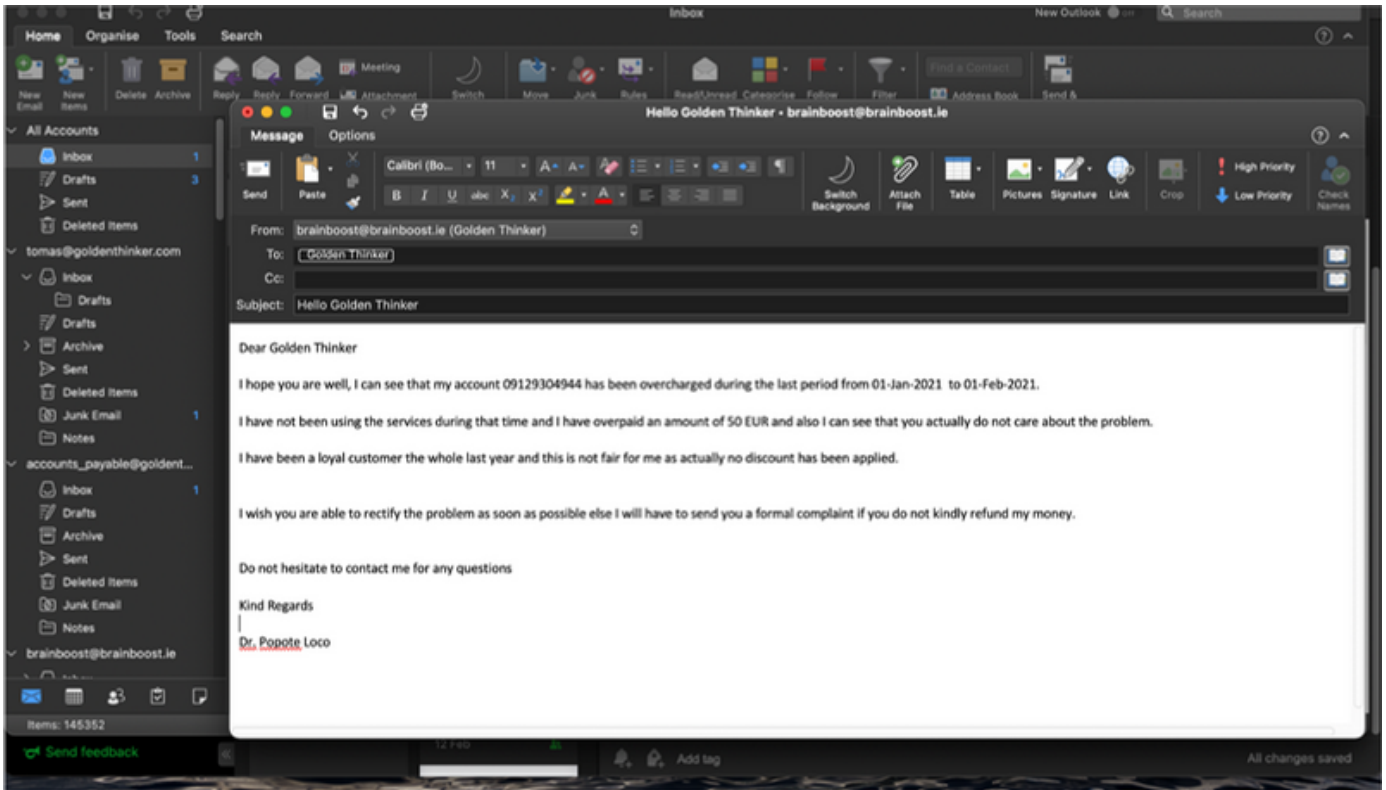 Inbox
New Outlook
Search
Home Organise Tools Search
New Email
New Items
Delete
Archive
Reply
Reply
Forward
Meeting
Attachment
Switch
Move
Junk
Rules
Read/Unread
Categorise
Follow
Filter
Find a Contact
Address Book
Send &
All Accounts
Inbox 1
Drafts 3
Sent
Deleted Items
tomas@goldenthinker.com
Inbox
Drafts
Drafts
Archive
Sent
Deleted Items
Junk Email 1
Notes
accounts_payable@goldent...
Inbox 1
Drafts
Archive
Sent
Deleted Items
Junk Email
Notes
brainboost@brainboost.ie
Items: 145352
Send feedback
Hello Golden Thinker • brainboost@brainboost.ie
Message Options
Send
Paste
Calibri (Bo... 11
Switch Background
Attach File
Table
Pictures
Signature
Link
Crop
High Priority
Low Priority
Check Names
From: brainboost@brainboost.ie (Golden Thinker)
To: Golden Thinker
Cc:
Subject: Hello Golden Thinker
Dear Golden Thinker
I hope you are well, I can see that my account 09129304944 has been overcharged during the last period from 01-Jan-2021 to 01-Feb-2021.
I have not been using the services during that time and I have overpaid an amount of 50 EUR and also I can see that you actually do not care about the problem.
I have been a loyal customer the whole last year and this is not fair for me as actually no discount has been applied.
I wish you are able to rectify the problem as soon as possible else I will have to send you a formal complaint if you do not kindly refund my money.
Do not hesitate to contact me for any questions
Kind Regards
Dr. Popote Loco
12 Feb
Add tag
All changes saved